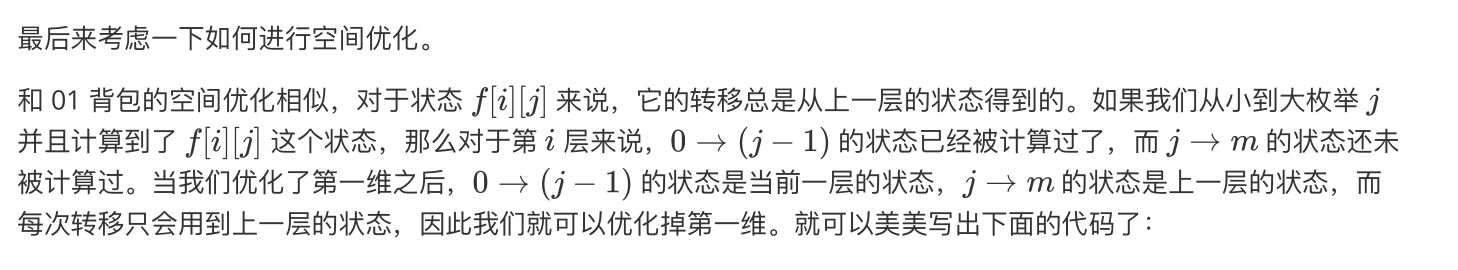 最后来考虑一下如何进行空间优化。
和 01 背包的空间优化相似，对于状态 f[i][j] 来说，它的转移总是从上一层的状态得到的。如果我们从小到大枚举 j
并且计算到了 f[i][j] 这个状态，那么对于第 i 层来说，0 → (j − 1) 的状态已经被计算过了，而 j → m 的状态还未
被计算过。当我们优化了第一维之后，0 → (j − 1) 的状态是当前一层的状态，j → m 的状态是上一层的状态，而
每次转移只会用到上一层的状态，因此我们就可以优化掉第一维。就可以美美写出下面的代码了：